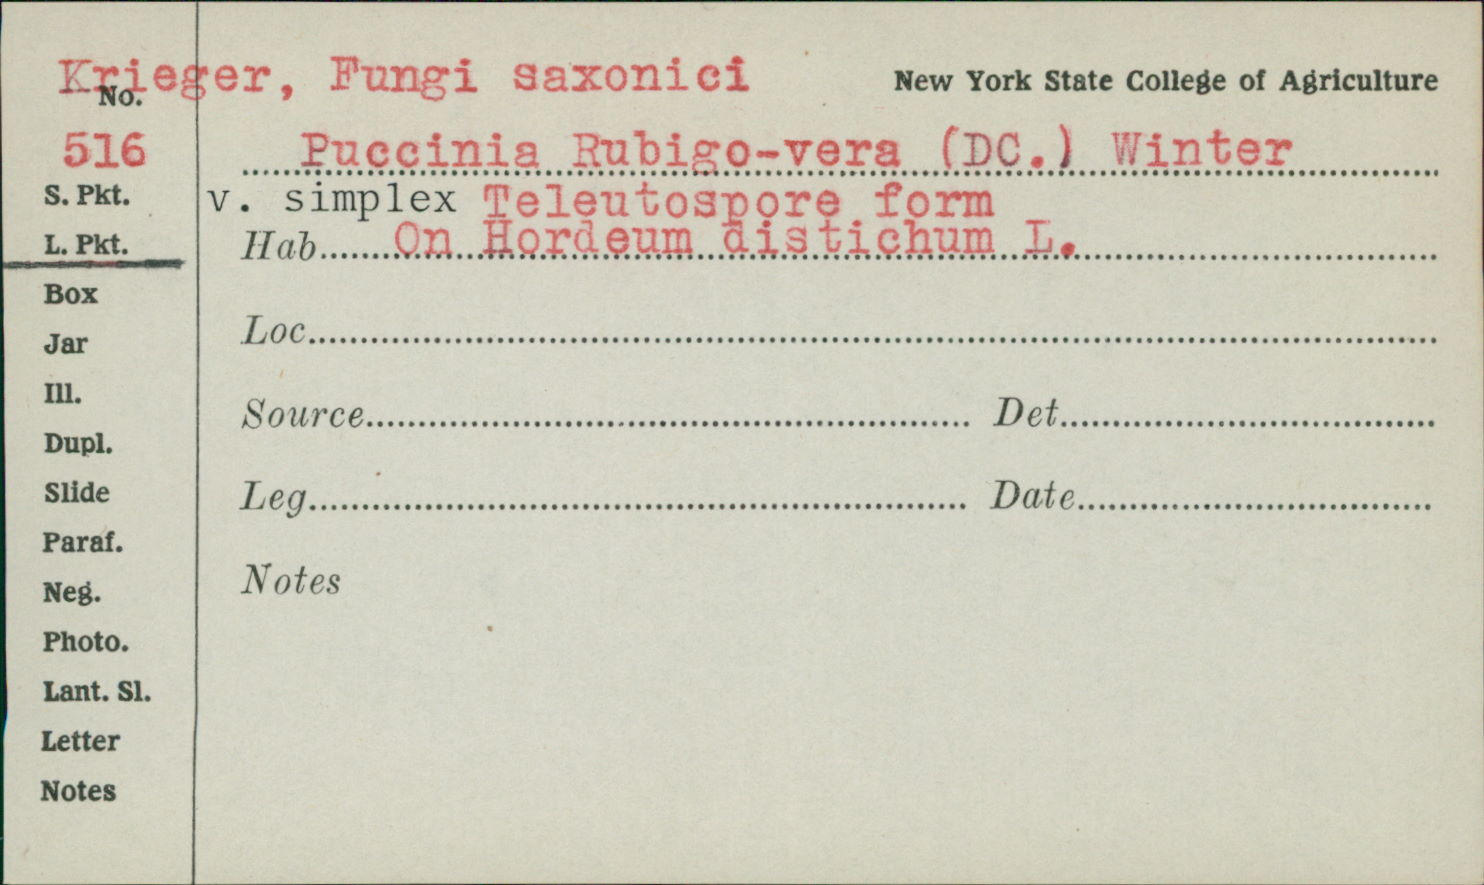 Krieger, Fungi saxonici
New York State College of Agriculture
No.
516
Puccinia Rubigo-vera (DC.) Winter
v. simplex Teleutospore form
Hab. On Hordeum distichum L.
Loc.
Source Det.
Leg. Date
Notes
S. Pkt.
L. Pkt.
Box
Jar
Ill.
Dupl.
Slide
Paraf.
Neg.
Photo.
Lant. Sl.
Letter
Notes